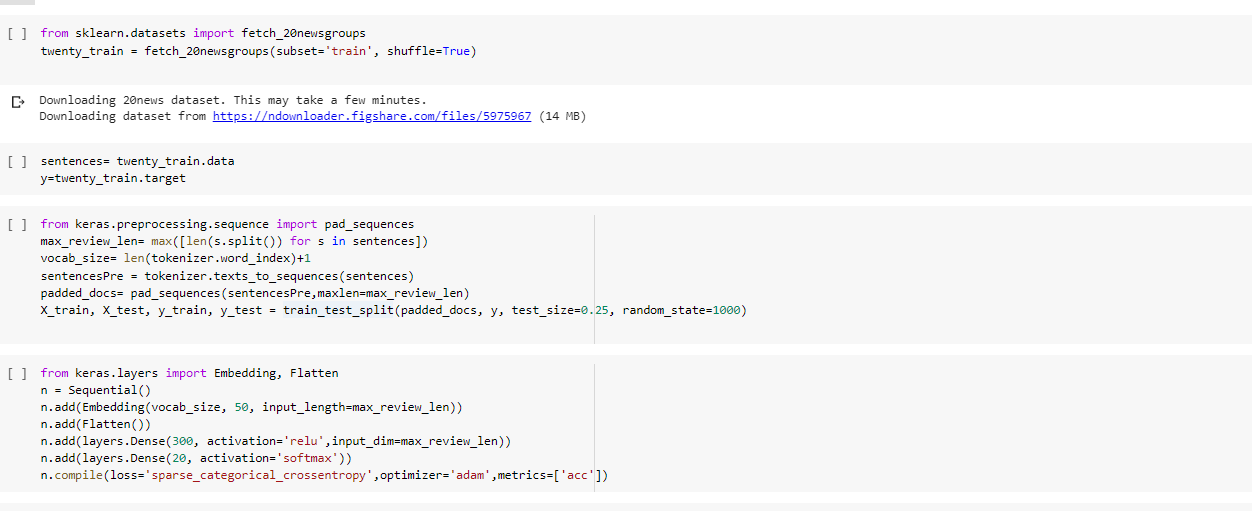 [ ] from sklearn.datasets import fetch_20newsgroups
twenty_train = fetch_20newsgroups(subset='train', shuffle=True)
Downloading 20news dataset. This may take a few minutes.
Downloading dataset from https://ndownloader.figshare.com/files/5975967 (14 MB)
[ ] sentences= twenty_train.data
y=twenty_train.target
[ ] from keras.preprocessing.sequence import pad_sequences
max_review_len= max([len(s.split()) for s in sentences])
vocab_size= len(tokenizer.word_index)+1
sentencesPre = tokenizer.texts_to_sequences(sentences)
padded_docs= pad_sequences(sentencesPre,maxlen=max_review_len)
X_train, X_test, y_train, y_test = train_test_split(padded_docs, y, test_size=0.25, random_state=1000)
[ ] from keras.layers import Embedding, Flatten
n = Sequential()
n.add(Embedding(vocab_size, 50, input_length=max_review_len))
n.add(Flatten())
n.add(layers.Dense(300, activation='relu',input_dim=max_review_len))
n.add(layers.Dense(20, activation='softmax'))
n.compile(loss='sparse_categorical_crossentropy',optimizer='adam',metrics=['acc'])